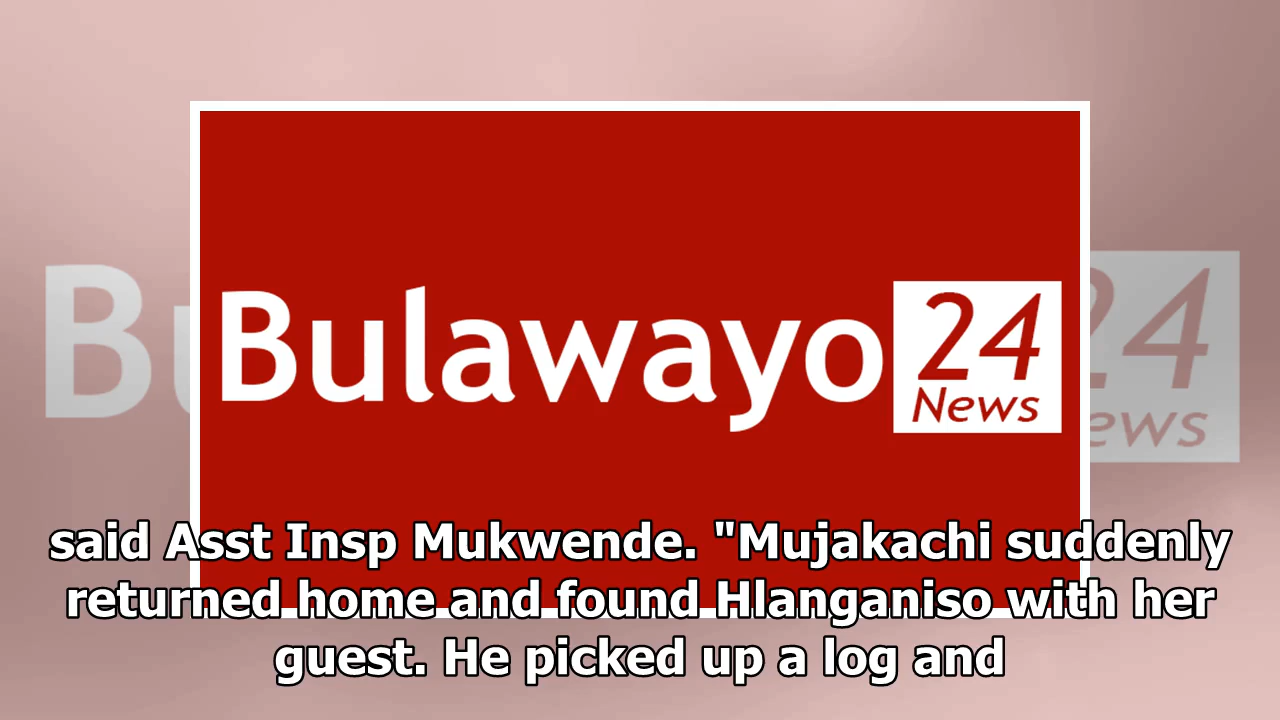 Bulawayo 24
News
said Asst Insp Mukwende. "Mujakachi suddenly
returned home and found Hlanganiso with her
guest. He picked up a log and